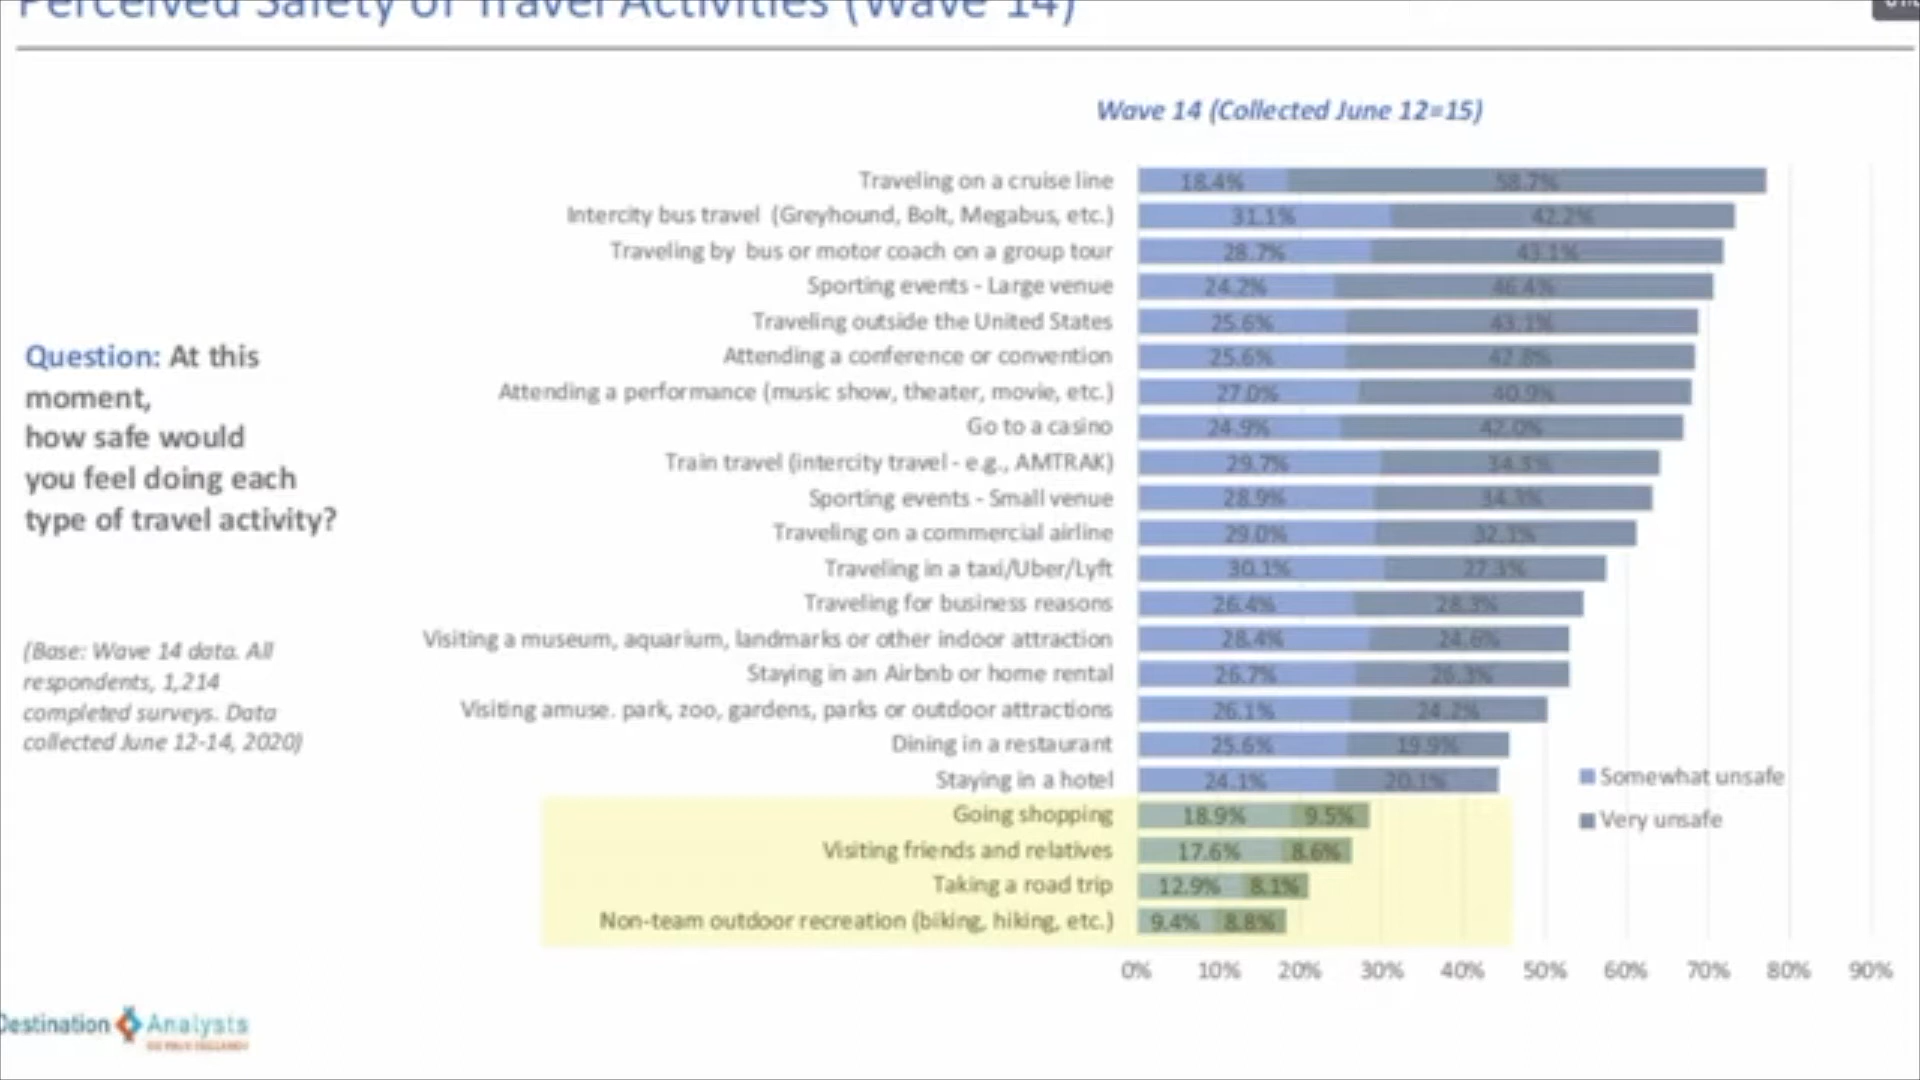 Perceived Safety of Travel Activities (Wave 14)
Wave 14 (Collected June 12=15)
Traveling on a cruise line 18.4% 58.7%
Intercity bus travel (Greyhound, Bolt, Megabus, etc.) 31.1% 42.2%
Traveling by bus or motor coach on a group tour 28.7% 43.1%
Sporting events - Large venue 24.2% 46.4%
Traveling outside the United States 25.6% 43.1%
Attending a conference or convention 25.6% 42.8%
Attending a performance (music show, theater, movie, etc.) 27.0% 40.9%
Go to a casino 24.9% 42.0%
Train travel (intercity travel - e.g., AMTRAK) 29.7% 34.3%
Sporting events - Small venue 28.9% 34.3%
Traveling on a commercial airline 29.0% 32.1%
Traveling in a taxi/Uber/Lyft 30.1% 27.3%
Traveling for business reasons 26.4% 28.3%
Visiting a museum, aquarium, landmarks or other indoor attraction 28.4% 24.6%
Staying in an Airbnb or home rental 26.7% 26.3%
Visiting amuse. park, zoo, gardens, parks or outdoor attractions 26.1% 24.2%
Dining in a restaurant 25.6% 19.9%
Staying in a hotel 24.1% 20.1%
Going shopping 18.9% 9.5%
Visiting friends and relatives 17.6% 8.6%
Taking a road trip 12.9% 8.1%
Non-team outdoor recreation (biking, hiking, etc.) 9.4% 8.8%
0% 10% 20% 30% 40% 50% 60% 70% 80% 90%
Somewhat unsafe
Very unsafe
Question: At this
moment,
how safe would
you feel doing each
type of travel activity?
(Base: Wave 14 data. All
respondents, 1,214
completed surveys. Data
collected June 12-14, 2020)
Destination Analysts